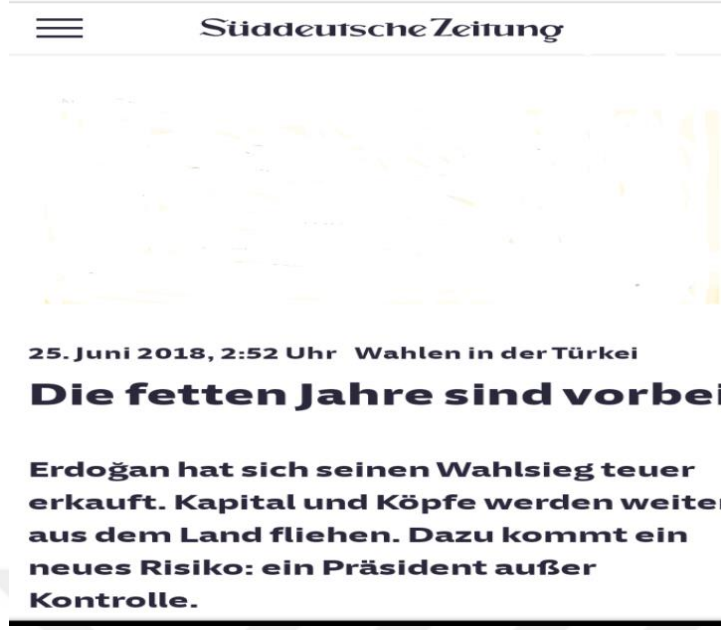 Süddeutsche Zeitung
25. Juni 2018, 2:52 Uhr Wahlen in der Türkei
Die fetten Jahre sind vorbei
Erdoğan hat sich seinen Wahlsieg teuer
erkauft. Kapital und Köpfe werden weiter
aus dem Land fliehen. Dazu kommt ein
neues Risiko: ein Präsident außer
Kontrolle.